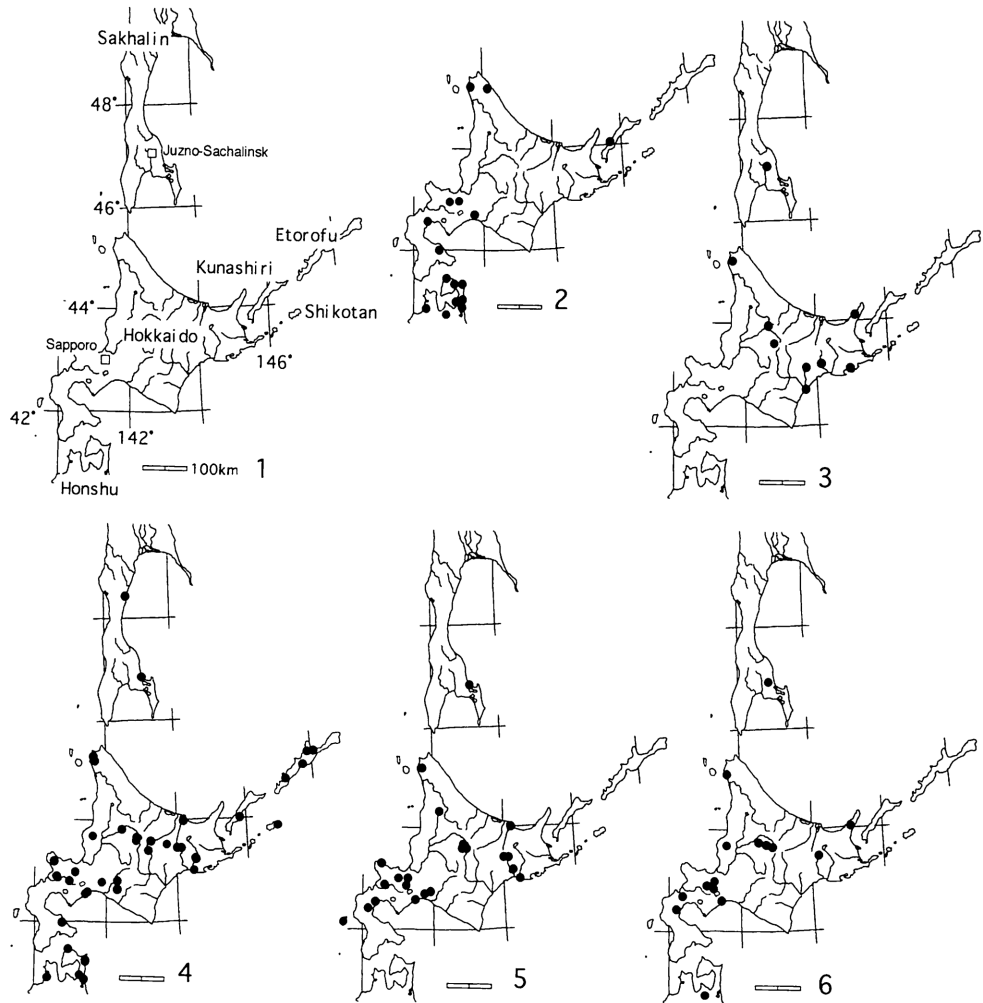 Sakhalin
48°
Juzno-Sachalinsk
46°
Etorofu
Kunashiri
44°
Shikotan
Hokkaido
Sapporo
146°
42°
142°
100km
1
Honshu
2
3
4
5
6